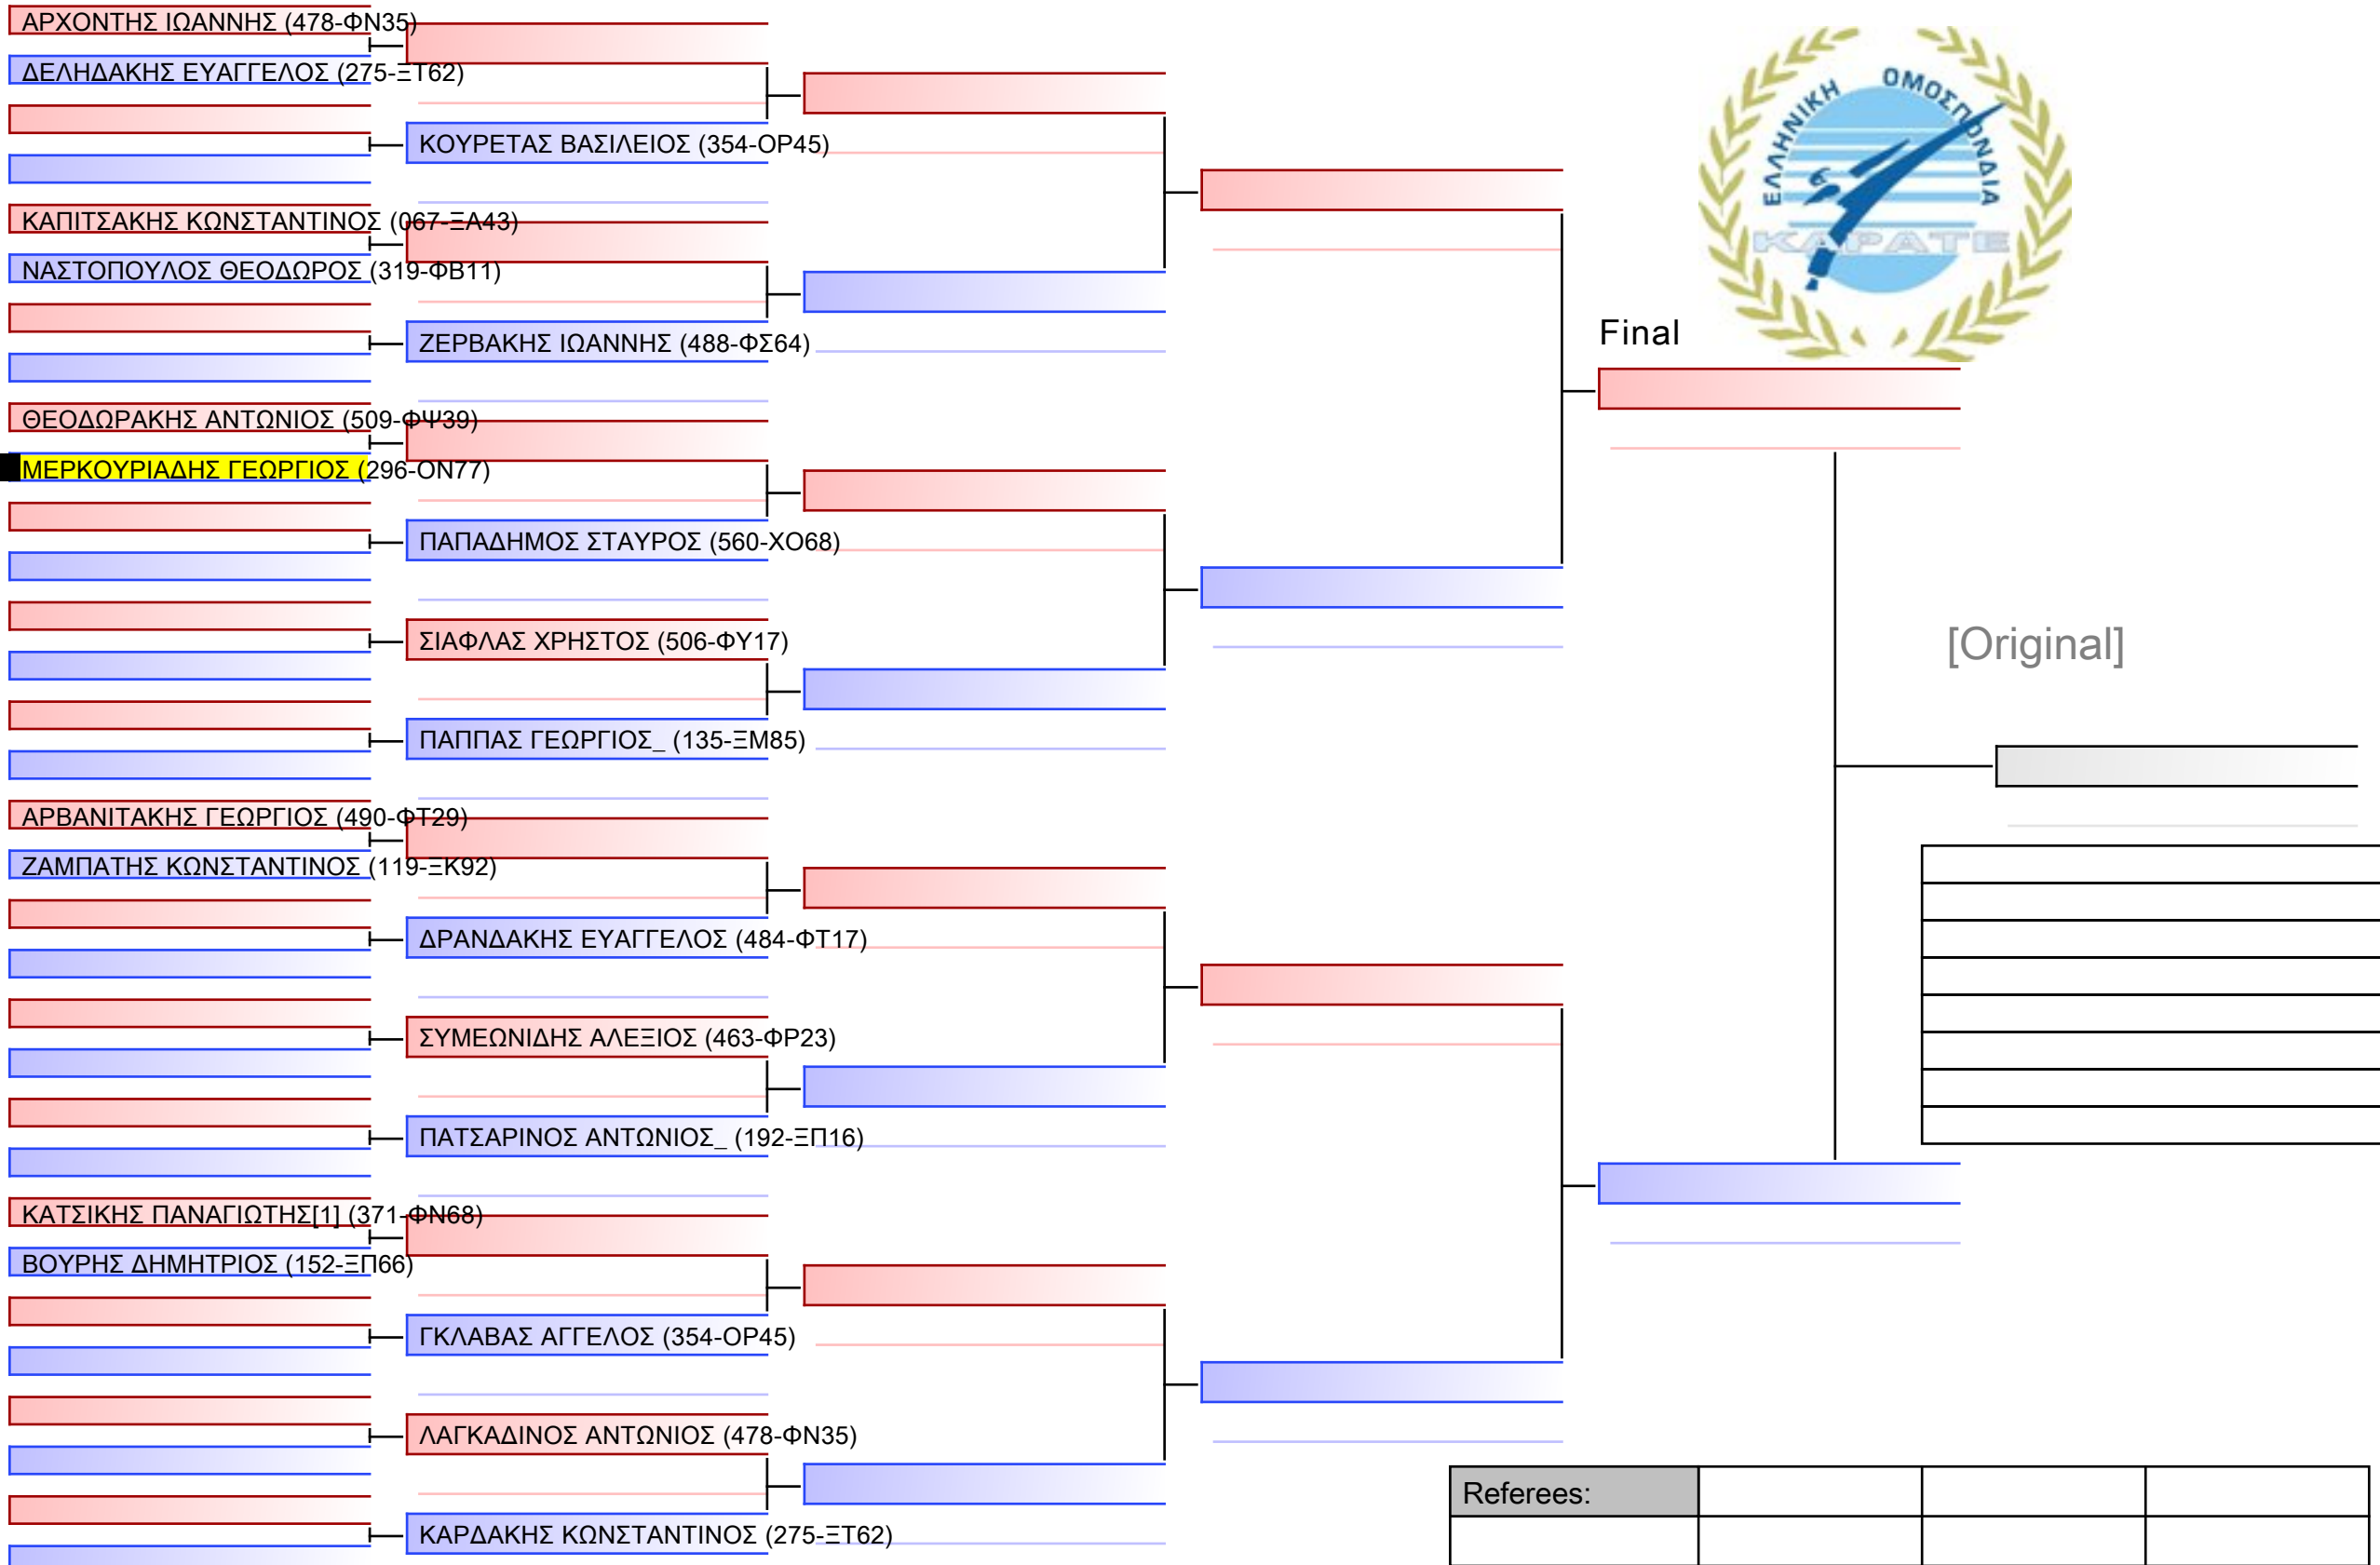 ΑΡΧΟΝΤΗΣ ΙΩΑΝΝΗΣ (478-ΦΝ35)
ΔΕΛΗΔΑΚΗΣ ΕΥΑΓΓΕΛΟΣ (275-ΞΤ62)
ΚΟΥΡΕΤΑΣ ΒΑΣΙΛΕΙΟΣ (354-ΟΡ45)
ΚΑΠΙΤΣΑΚΗΣ ΚΩΝΣΤΑΝΤΙΝΟΣ (067-ΞΑ43)
ΝΑΣΤΟΠΟΥΛΟΣ ΘΕΟΔΩΡΟΣ (319-ΦΒ11)
ΖΕΡΒΑΚΗΣ ΙΩΑΝΝΗΣ (488-ΦΣ64)
ΘΕΟΔΩΡΑΚΗΣ ΑΝΤΩΝΙΟΣ (509-ΦΨ39)
ΜΕΡΚΟΥΡΙΑΔΗΣ ΓΕΩΡΓΙΟΣ (296-ΟΝ77)
ΠΑΠΑΔΗΜΟΣ ΣΤΑΥΡΟΣ (560-ΧΟ68)
ΣΙΑΦΛΑΣ ΧΡΗΣΤΟΣ (506-ΦΥ17)
ΠΑΠΠΑΣ ΓΕΩΡΓΙΟΣ_ (135-ΞΜ85)
ΑΡΒΑΝΙΤΑΚΗΣ ΓΕΩΡΓΙΟΣ (490-ΦΤ29)
ΖΑΜΠΑΤΗΣ ΚΩΝΣΤΑΝΤΙΝΟΣ (119-ΞΚ92)
ΔΡΑΝΔΑΚΗΣ ΕΥΑΓΓΕΛΟΣ (484-ΦΤ17)
ΣΥΜΕΩΝΙΔΗΣ ΑΛΕΞΙΟΣ (463-ΦΡ23)
ΠΑΤΣΑΡΙΝΟΣ ΑΝΤΩΝΙΟΣ_ (192-ΞΠ16)
ΚΑΤΣΙΚΗΣ ΠΑΝΑΓΙΩΤΗΣ[1] (371-ΦΝ68)
ΒΟΥΡΗΣ ΔΗΜΗΤΡΙΟΣ (152-ΞΠ66)
ΓΚΛΑΒΑΣ ΑΓΓΕΛΟΣ (354-ΟΡ45)
ΛΑΓΚΑΔΙΝΟΣ ΑΝΤΩΝΙΟΣ (478-ΦΝ35)
ΚΑΡΔΑΚΗΣ ΚΩΝΣΤΑΝΤΙΝΟΣ (275-ΞΤ62)
ΕΛΛΗΝΙΚΗ ΟΜΟΣΠΟΝΔΙΑ
ΚΑΡΑΤΕ
Final
[Original]
Referees: